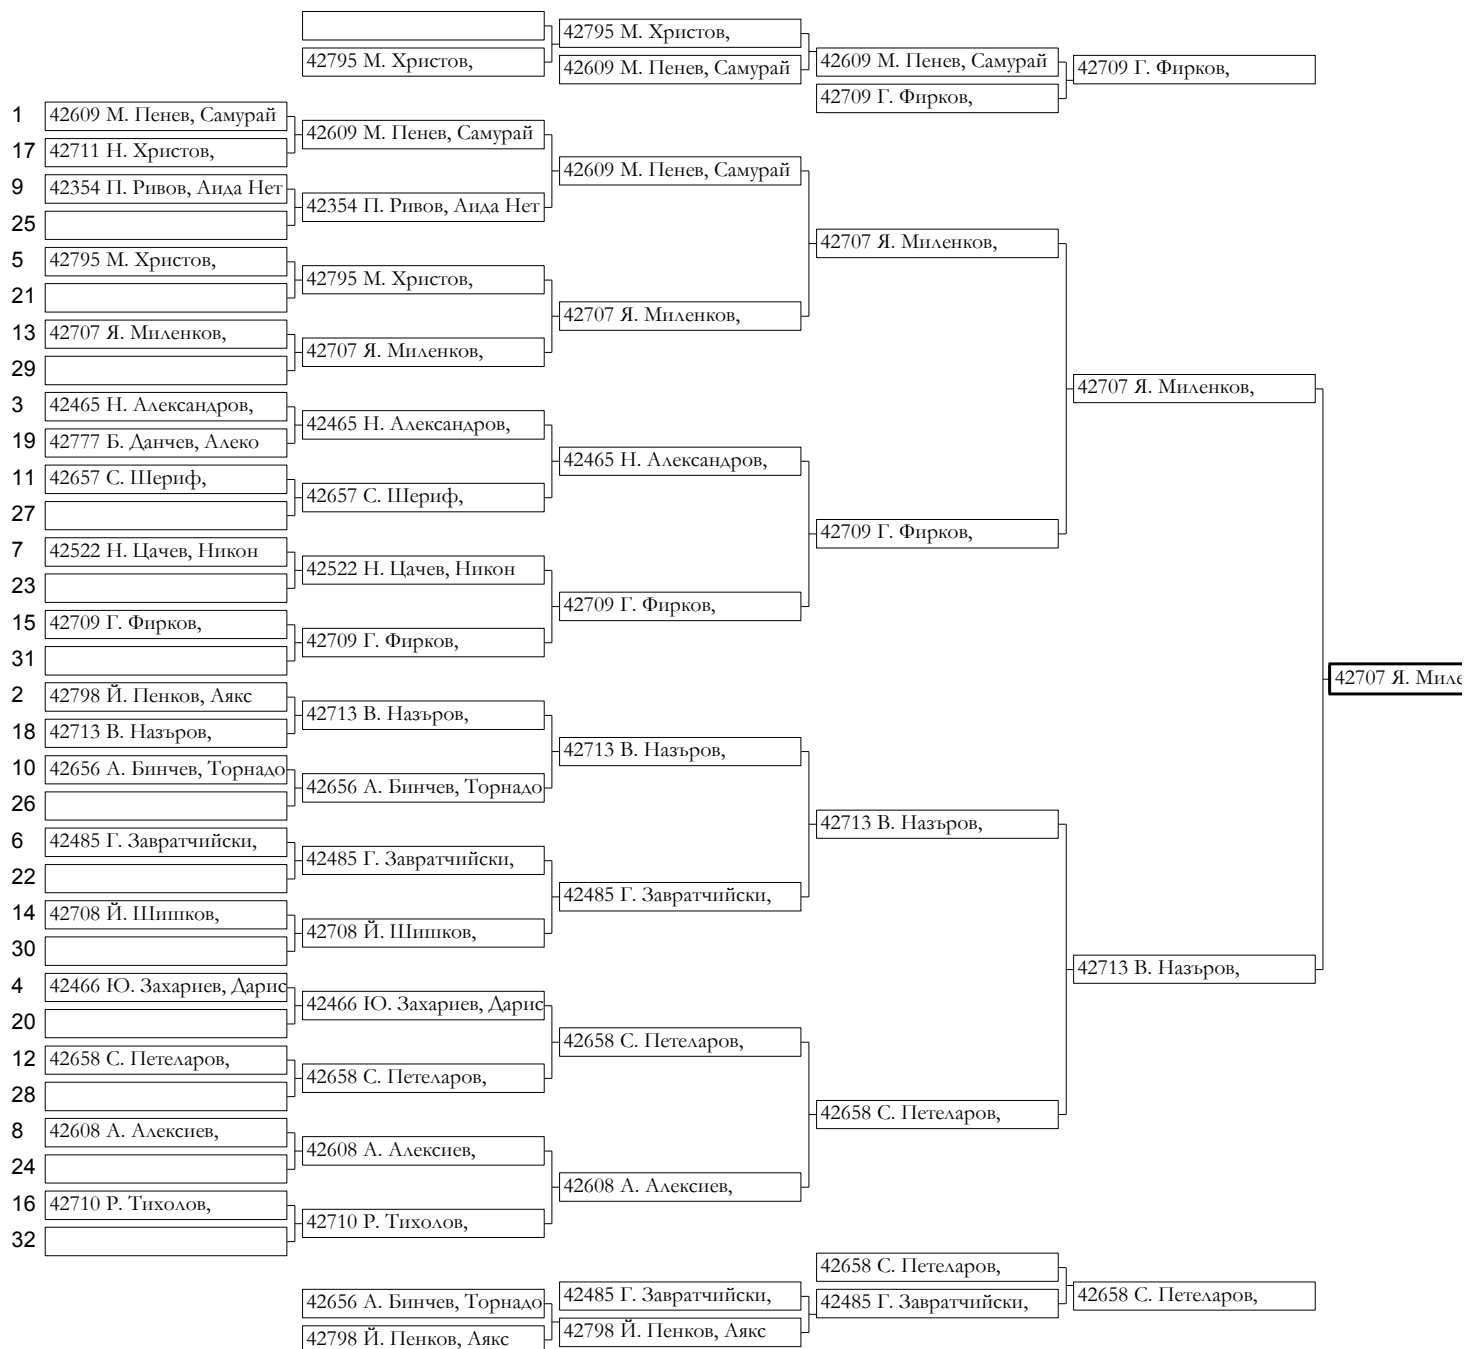 42795 М. Христов,
42795 М. Христов,
42609 М. Пенев, Самурай
42609 М. Пенев, Самурай
42709 Г. Фирков,
42709 Г. Фирков,
1 42609 М. Пенев, Самурай
17 42711 Н. Христов,
9 42354 П. Ривов, Аида Нет
25
5 42795 М. Христов,
21
13 42707 Я. Миленков,
29
3 42465 Н. Александров,
19 42777 Б. Данчев, Алеко
11 42657 С. Шериф,
27
7 42522 Н. Цачев, Никон
23
15 42709 Г. Фирков,
31
2 42798 Й. Пенков, Аякс
18 42713 В. Назъров,
10 42656 А. Бинчев, Торнадо
26
6 42485 Г. Завратчийски,
22
14 42708 Й. Шишков,
30
4 42466 Ю. Захариев, Дарис
20
12 42658 С. Петеларов,
28
8 42608 А. Алексиев,
24
16 42710 Р. Тихолов,
32
42609 М. Пенев, Самурай
42354 П. Ривов, Аида Нет
42795 М. Христов,
42707 Я. Миленков,
42465 Н. Александров,
42657 С. Шериф,
42522 Н. Цачев, Никон
42709 Г. Фирков,
42713 В. Назъров,
42656 А. Бинчев, Торнадо
42485 Г. Завратчийски,
42708 Й. Шишков,
42466 Ю. Захариев, Дарис
42658 С. Петеларов,
42608 А. Алексиев,
42710 Р. Тихолов,
42609 М. Пенев, Самурай
42707 Я. Миленков,
42465 Н. Александров,
42709 Г. Фирков,
42713 В. Назъров,
42485 Г. Завратчийски,
42658 С. Петеларов,
42608 А. Алексиев,
42707 Я. Миленков,
42709 Г. Фирков,
42713 В. Назъров,
42658 С. Петеларов,
42707 Я. Миленков,
42713 В. Назъров,
42707 Я. Миле
42656 А. Бинчев, Торнадо
42798 Й. Пенков, Аякс
42485 Г. Завратчийски,
42798 Й. Пенков, Аякс
42658 С. Петеларов,
42485 Г. Завратчийски,
42658 С. Петеларов,